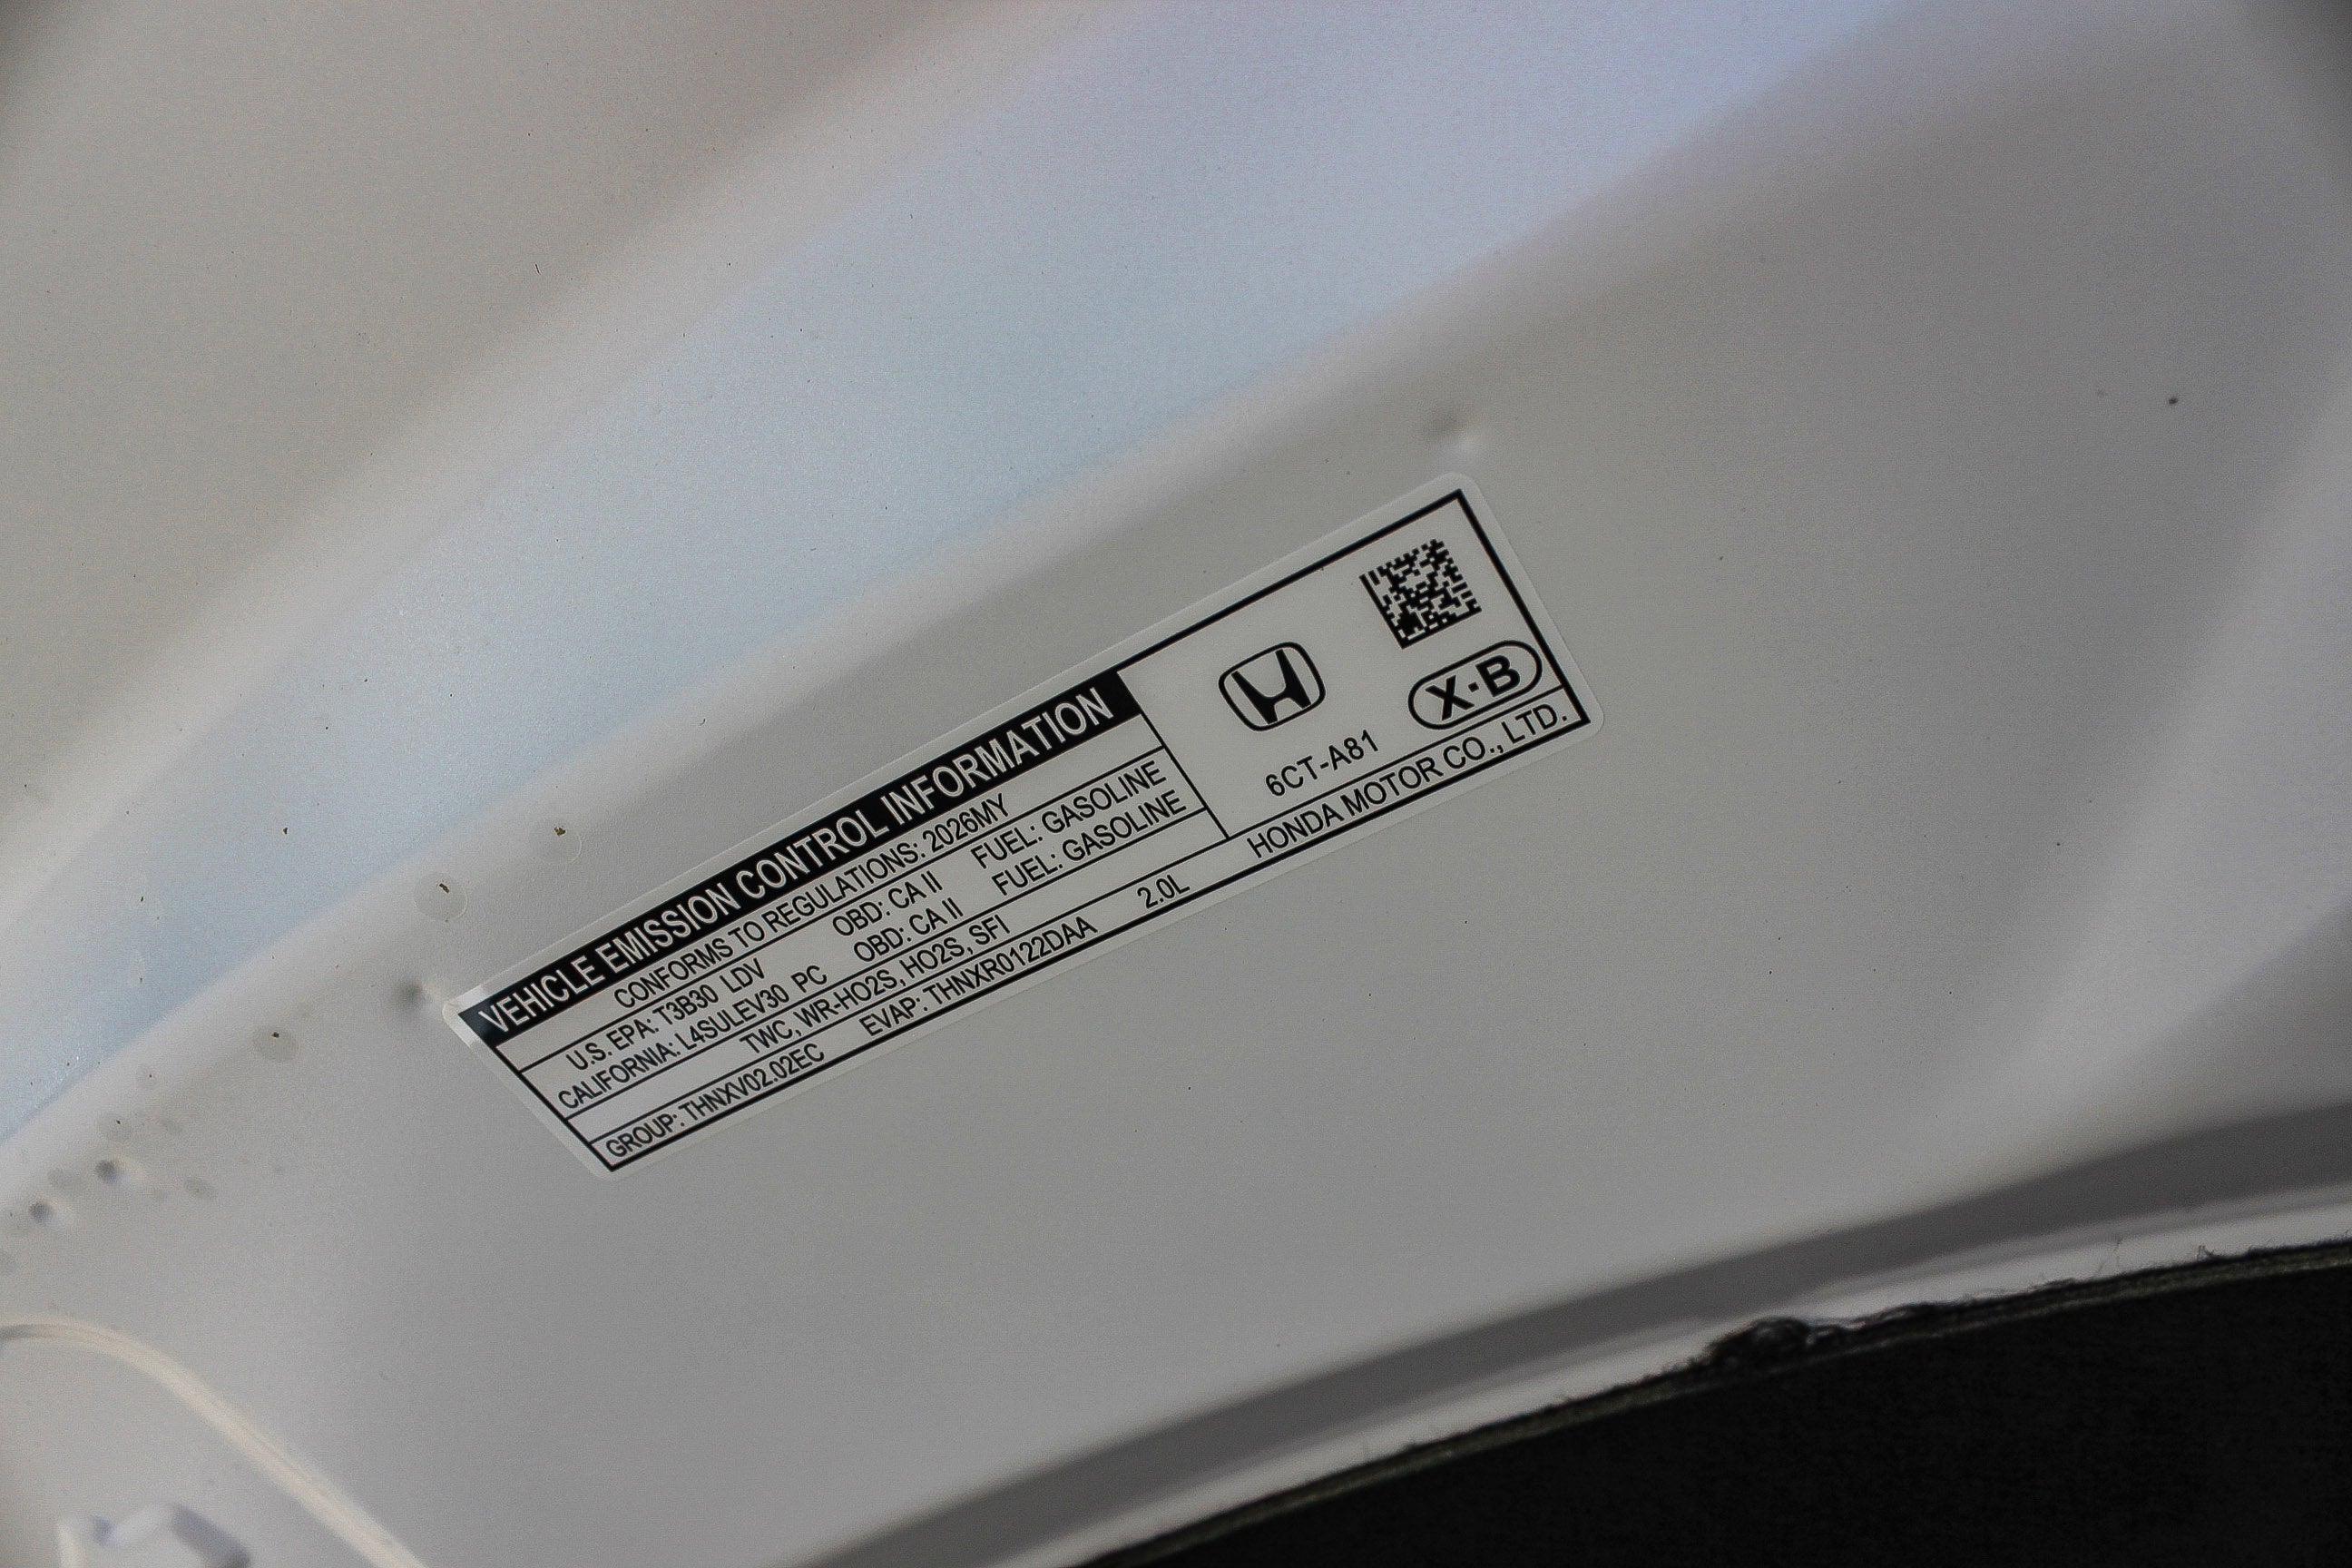 VEHICLE EMISSION CONTROL INFORMATION
CONFORMS TO REGULATIONS: 2026MY
U.S. EPA: T3B30 LDV OBD: CA II FUEL: GASOLINE
CALIFORNIA: L4SULEV30 PC OBD: CA II FUEL: GASOLINE
TWC, WR-HO2S, HO2S, SFI
GROUP: THNXV02.02EC EVAP: THNXR0122DAA 2.0L
6CT-A81
X·B
HONDA MOTOR CO., LTD.